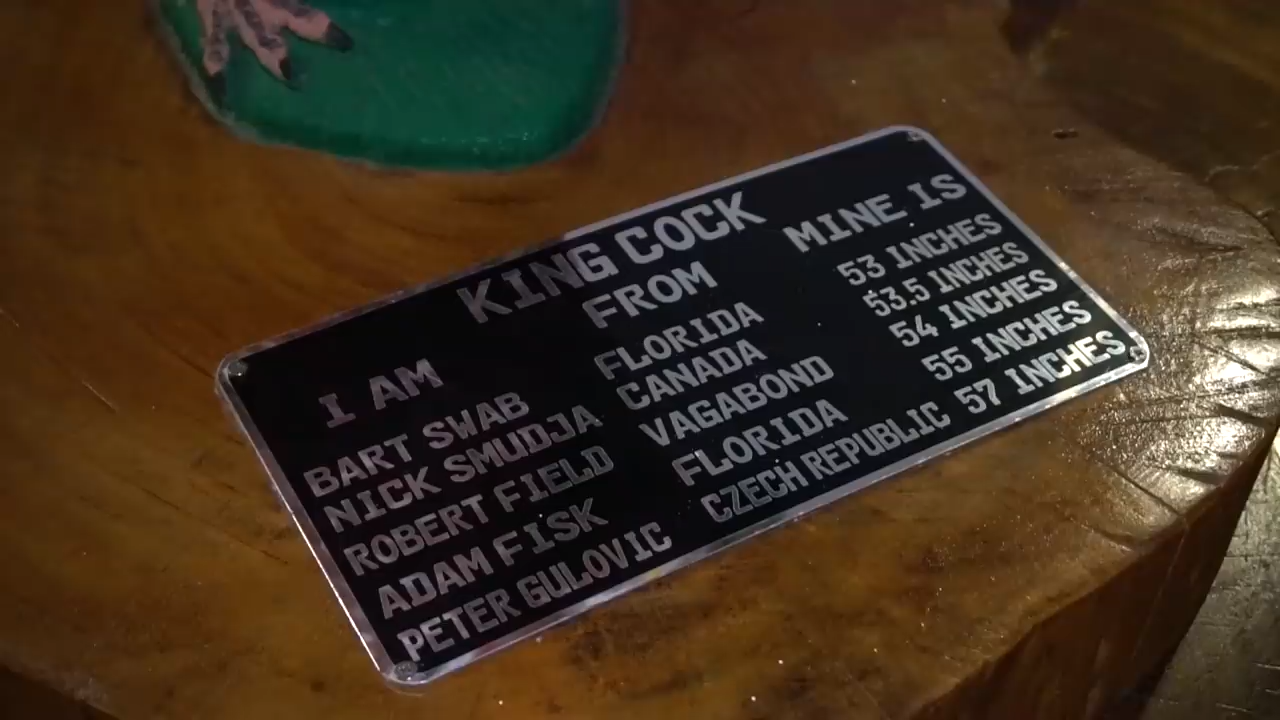 KING COCK
I AM FROM MINE IS
BART SWAB FLORIDA 53 INCHES
NICK SMUDJA CANADA 53.5 INCHES
ROBERT FIELD VAGABOND 54 INCHES
ADAM FISK FLORIDA 55 INCHES
PETER GULOVIC CZECH REPUBLIC 57 INCHES